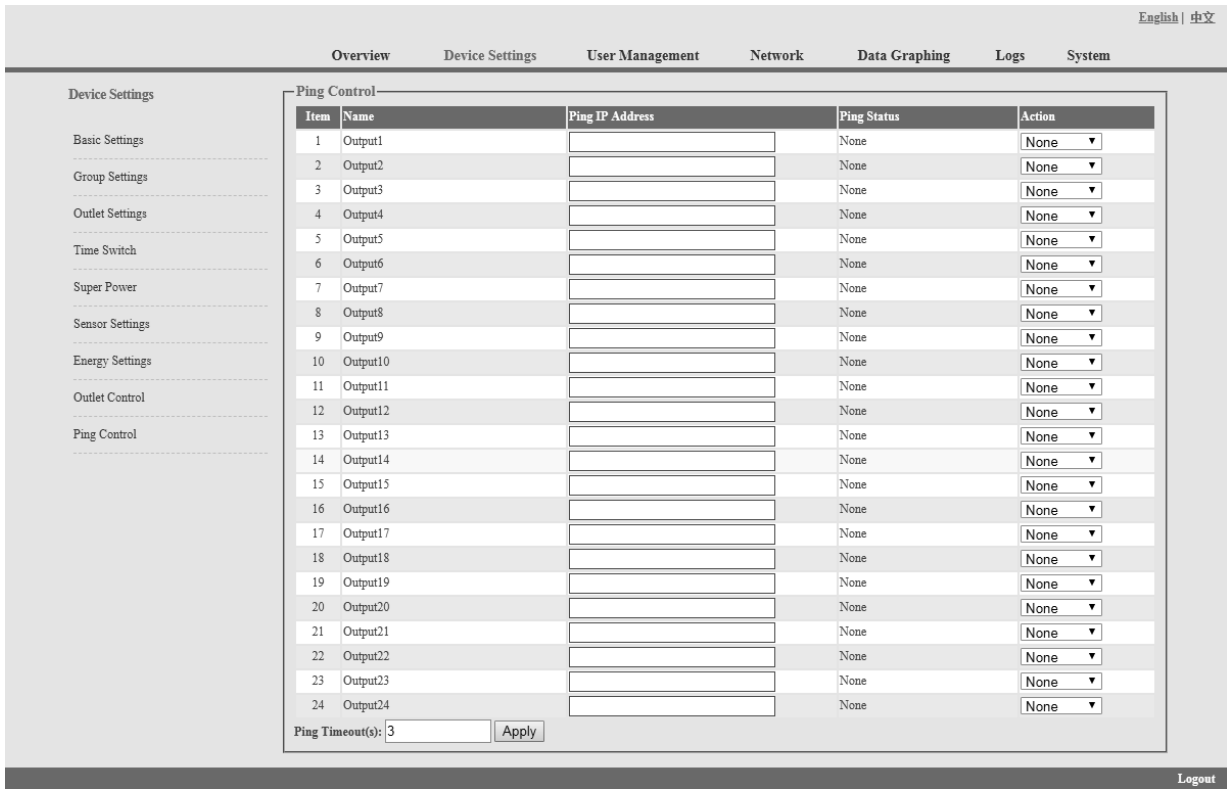 English | 中文
Overview Device Settings User Management Network Data Graphing Logs System
Device Settings
Basic Settings
Group Settings
Outlet Settings
Time Switch
Super Power
Sensor Settings
Energy Settings
Outlet Control
Ping Control
Ping Control
Item Name Ping IP Address Ping Status Action
1 Output1 None None
2 Output2 None None
3 Output3 None None
4 Output4 None None
5 Output5 None None
6 Output6 None None
7 Output7 None None
8 Output8 None None
9 Output9 None None
10 Output10 None None
11 Output11 None None
12 Output12 None None
13 Output13 None None
14 Output14 None None
15 Output15 None None
16 Output16 None None
17 Output17 None None
18 Output18 None None
19 Output19 None None
20 Output20 None None
21 Output21 None None
22 Output22 None None
23 Output23 None None
24 Output24 None None
Ping Timeout(s): 3 Apply
Logout